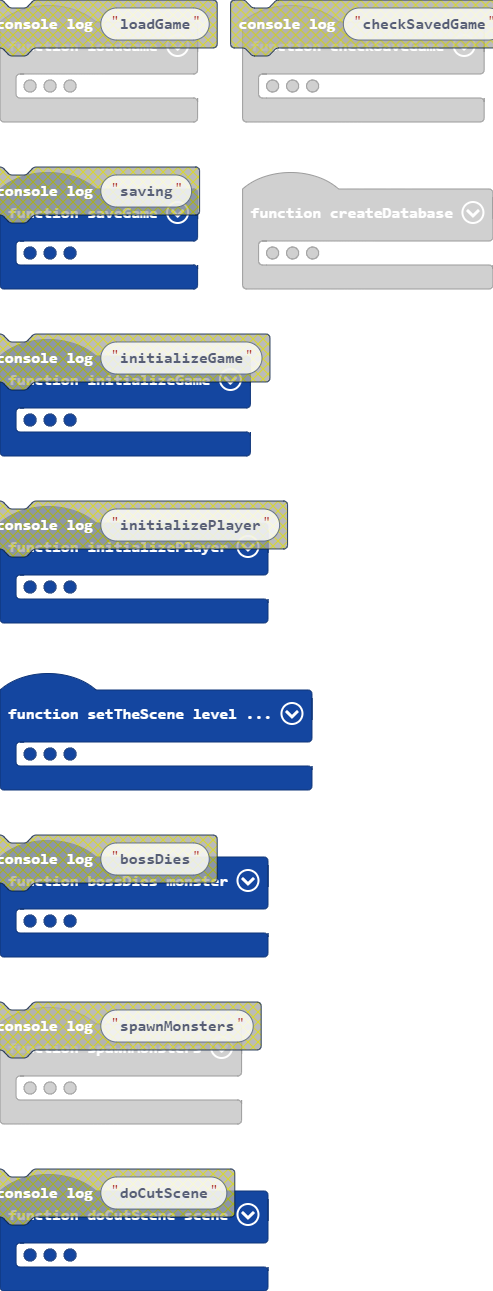 console log "loadGame"
console log "checkSavedGame"
function loadGame
function checkSavedGame
console log "saving"
function saveGame
function createDatabase
console log "initializeGame"
function initializeGame
console log "initializePlayer"
function initializePlayer
function setTheScene level ...
console log "bossDies"
function bossDies monster
console log "spawnMonsters"
function spawnMonsters
console log "doCutScene"
function doCutScene scene